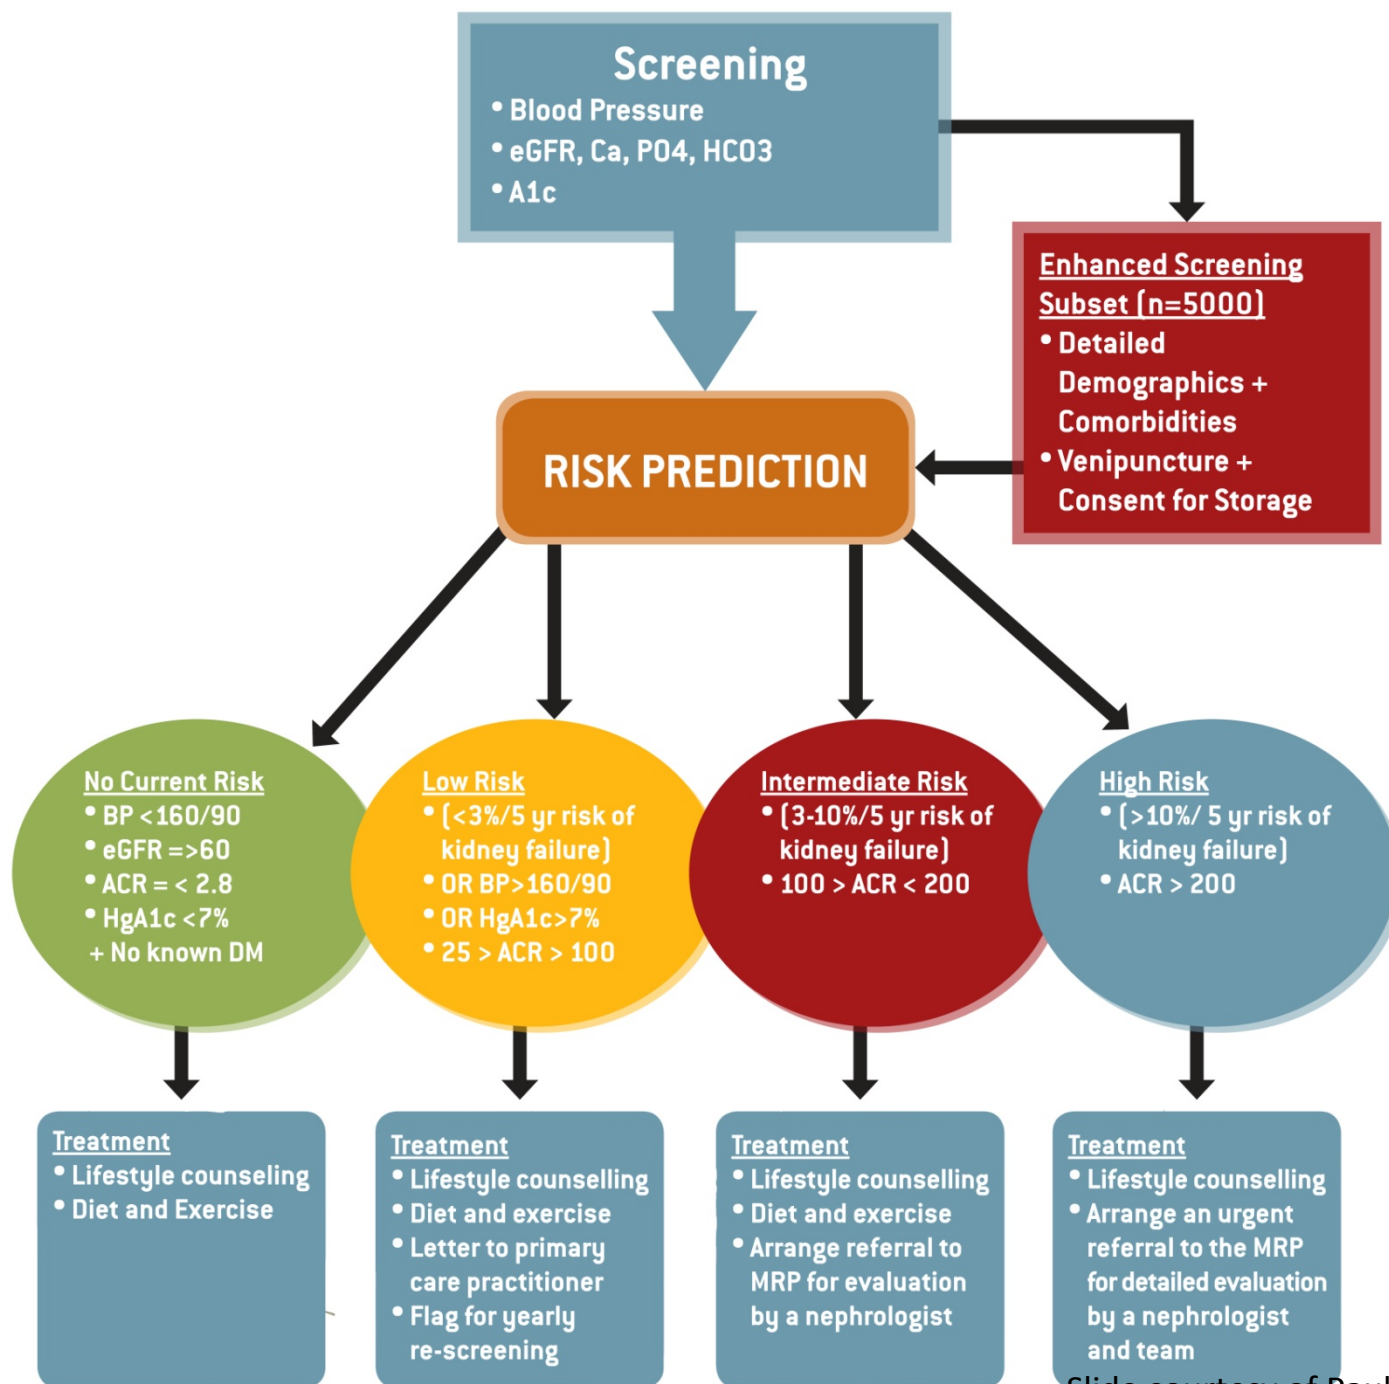 Screening
• Blood Pressure
• eGFR, Ca, PO4, HCO3
• A1c
Enhanced Screening
Subset (n=5000)
• Detailed
Demographics +
Comorbidities
• Venipuncture +
Consent for Storage
RISK PREDICTION
No Current Risk
• BP <160/90
• eGFR =>60
• ACR = < 2.8
• HgA1c <7%
+ No known DM
Low Risk
• (<3%/5 yr risk of
kidney failure)
• OR BP>160/90
• OR HgA1c>7%
• 25 > ACR > 100
Intermediate Risk
• (3-10%/5 yr risk of
kidney failure)
• 100 > ACR < 200
High Risk
• (>10%/ 5 yr risk of
kidney failure)
• ACR > 200
Treatment
• Lifestyle counseling
• Diet and Exercise
Treatment
• Lifestyle counselling
• Diet and exercise
• Letter to primary
care practitioner
• Flag for yearly
re-screening
Treatment
• Lifestyle counselling
• Diet and exercise
• Arrange referral to
MRP for evaluation
by a nephrologist
Treatment
• Lifestyle counselling
• Arrange an urgent
referral to the MRP
for detailed evaluation
by a nephrologist
and team
Slide courtesy of